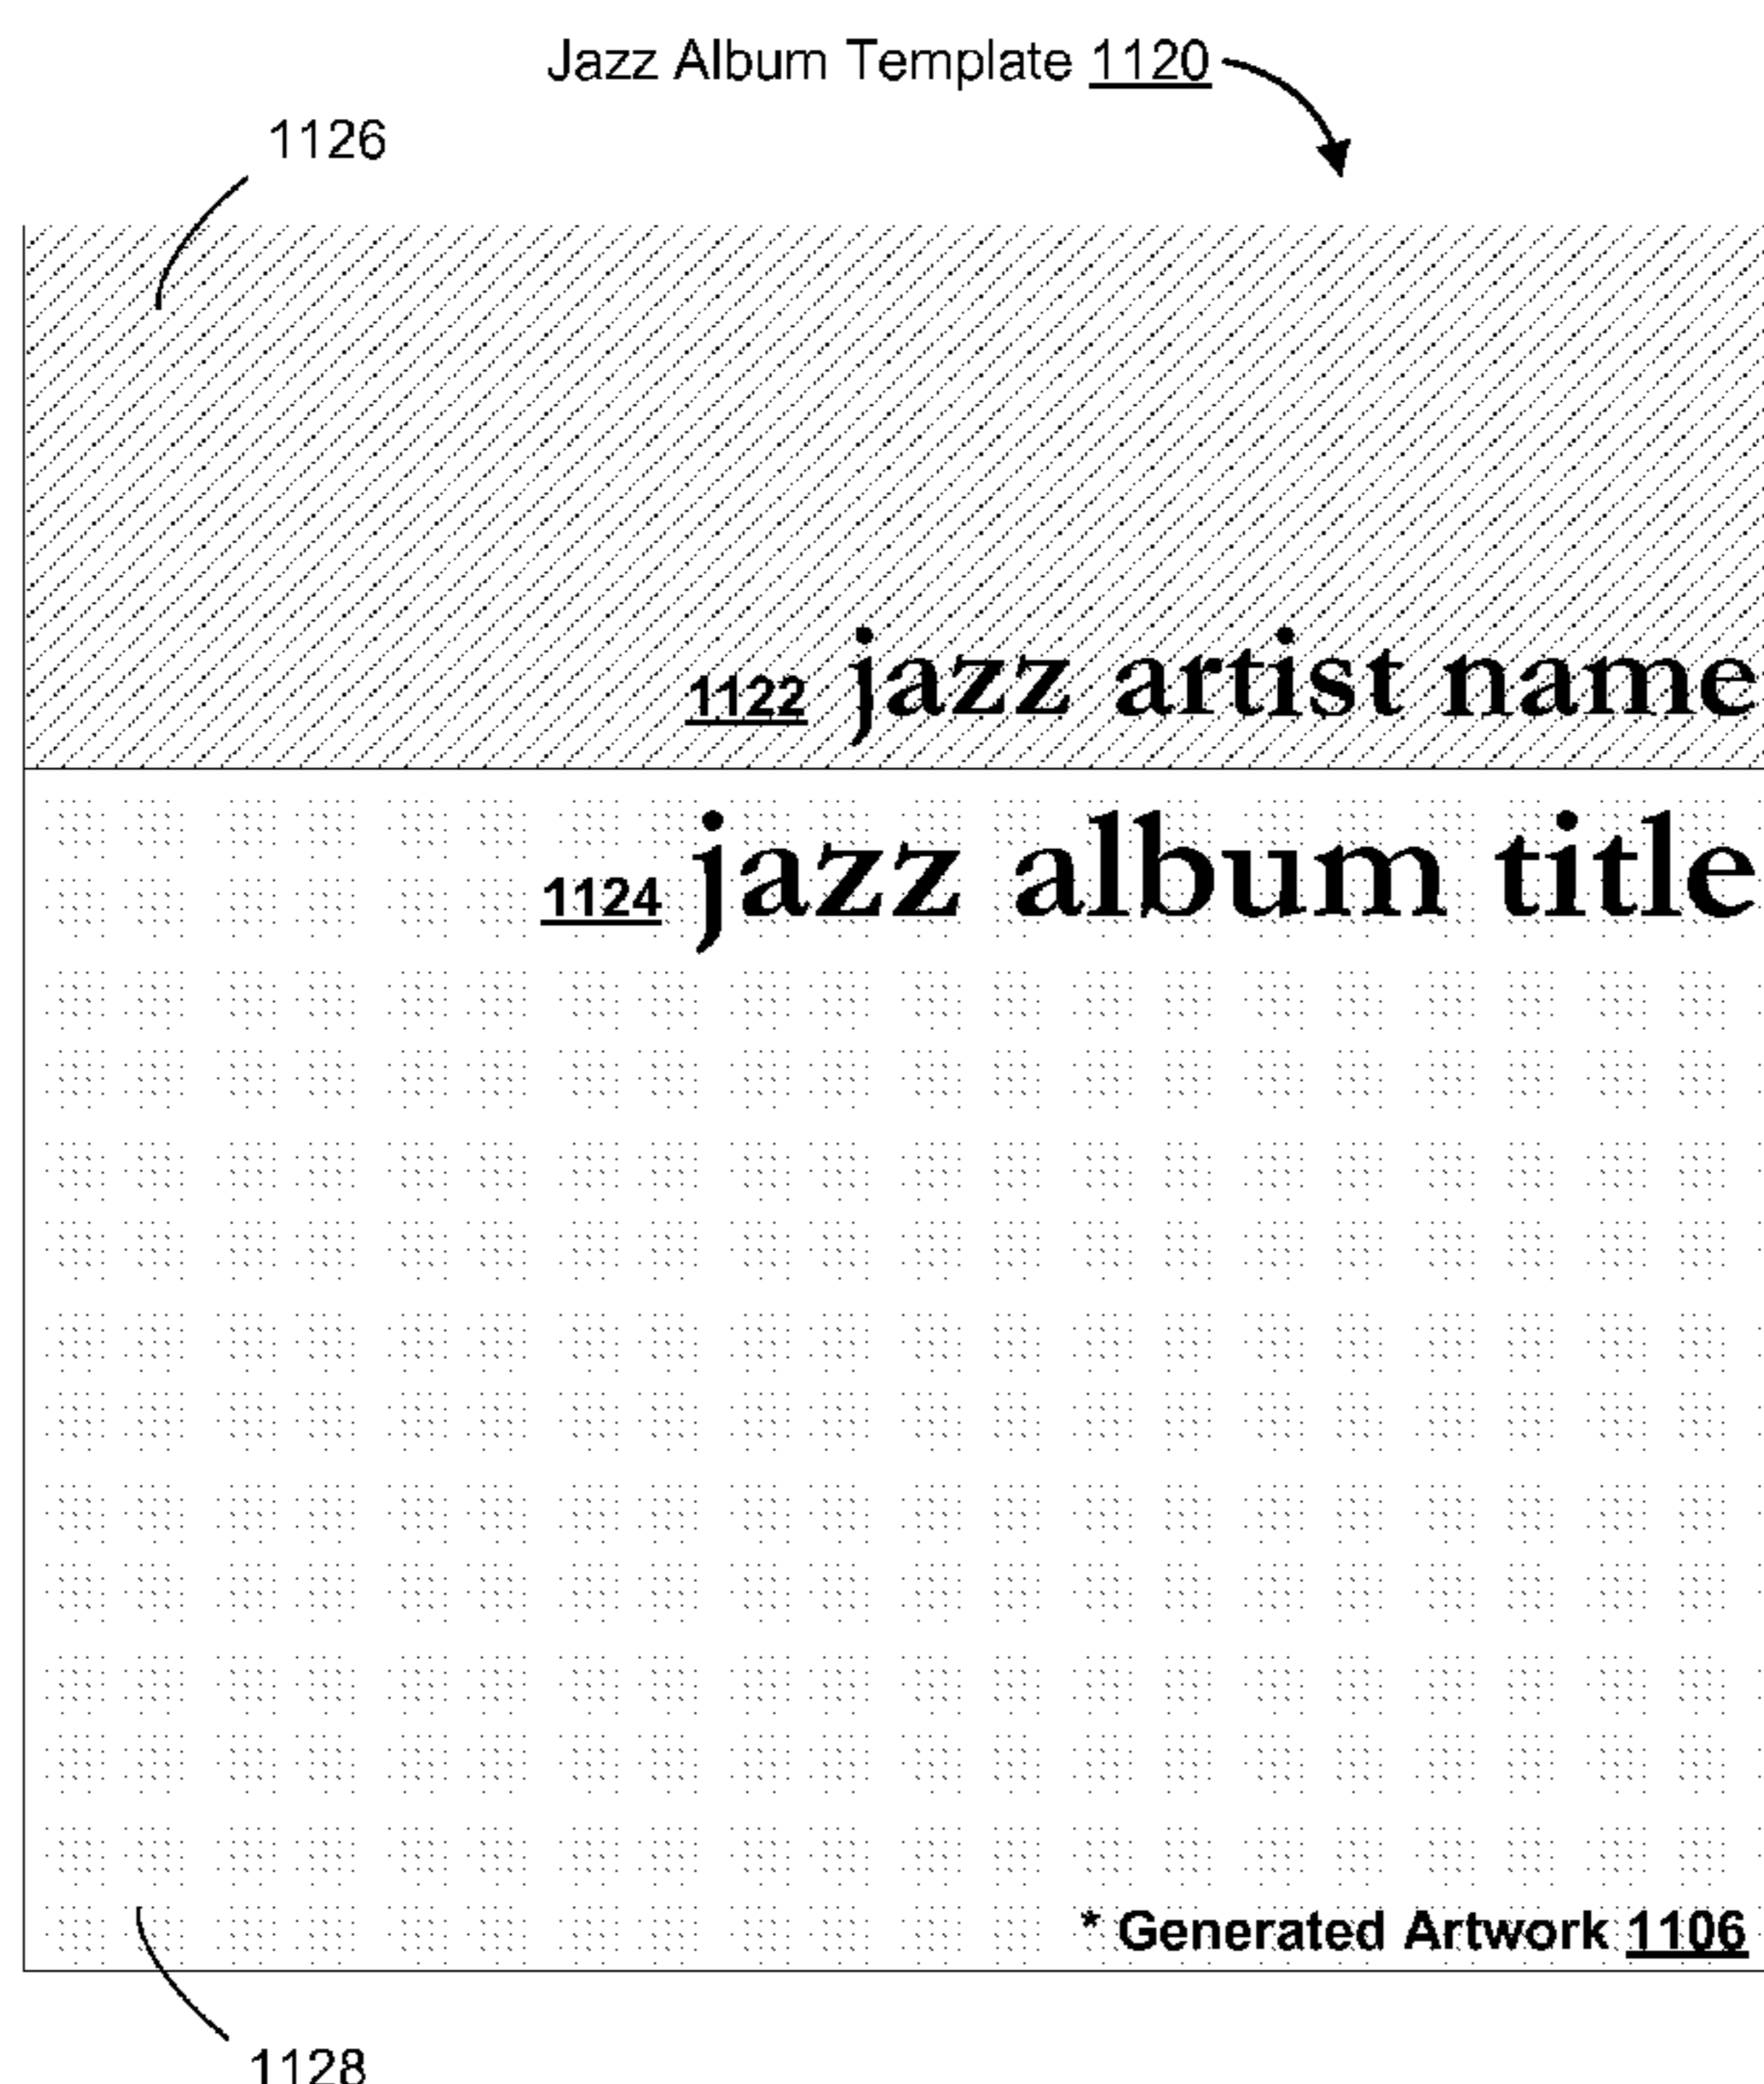 Jazz Album Template 1120
1126
1122 jazz artist name
1124 jazz album title
* Generated Artwork 1106
1128